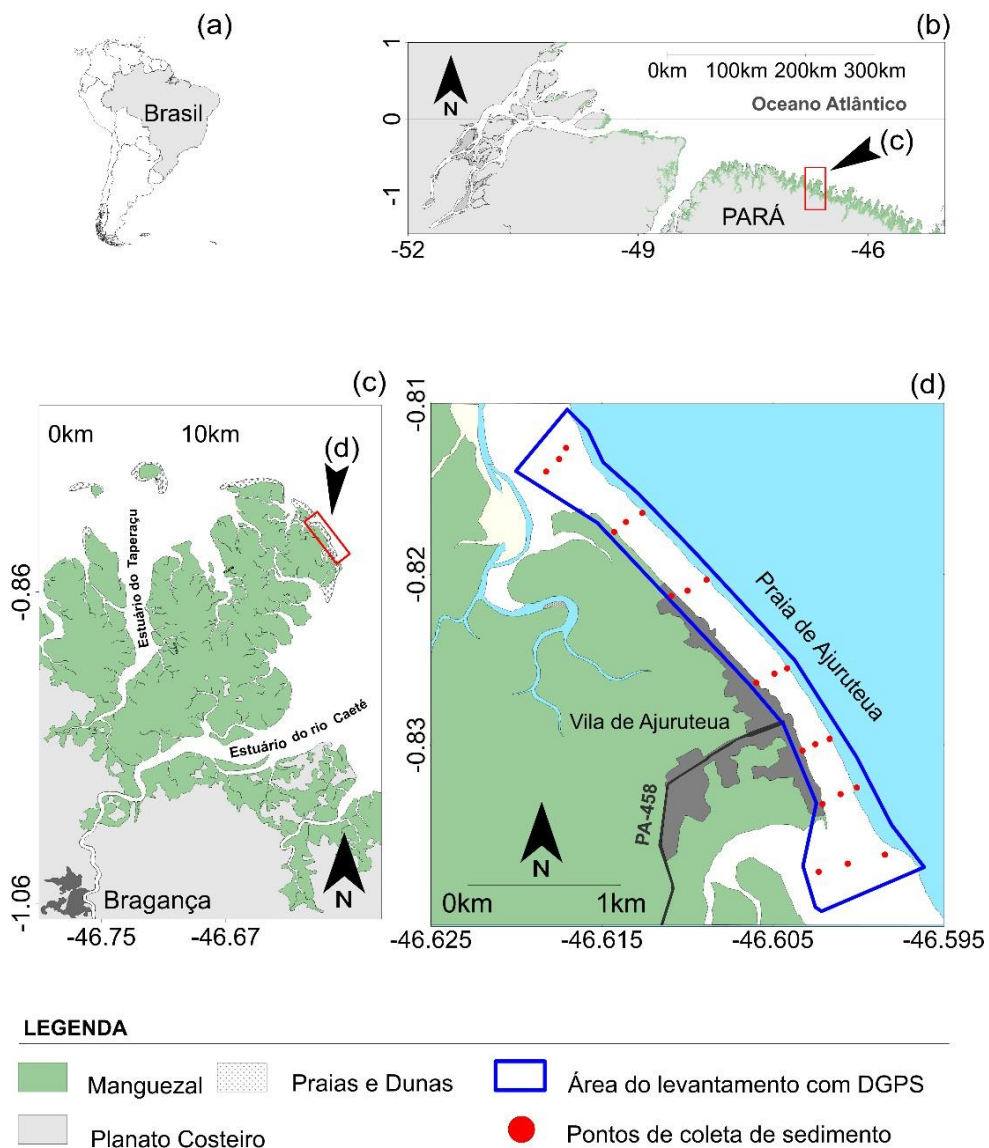 (a)
Brasil
(b)
1
0
-1
0km 100km 200km 300km
Oceano Atlântico
N
(c)
PARÁ
-52 -49 -46
(c)
0km 10km
(d)
Estuário do Taperaçu
Estuário do rio Caeté
-0.86
-1.06
Bragança
N
-46.75 -46.67
(d)
-0.81
-0.82
-0.83
Praia de Ajuruteua
Vila de Ajuruteua
PA-458
N
0km 1km
-46.625 -46.615 -46.605 -46.595
LEGENDA
Manguezal Praias e Dunas Área do levantamento com DGPS
Planato Costeiro Pontos de coleta de sedimento